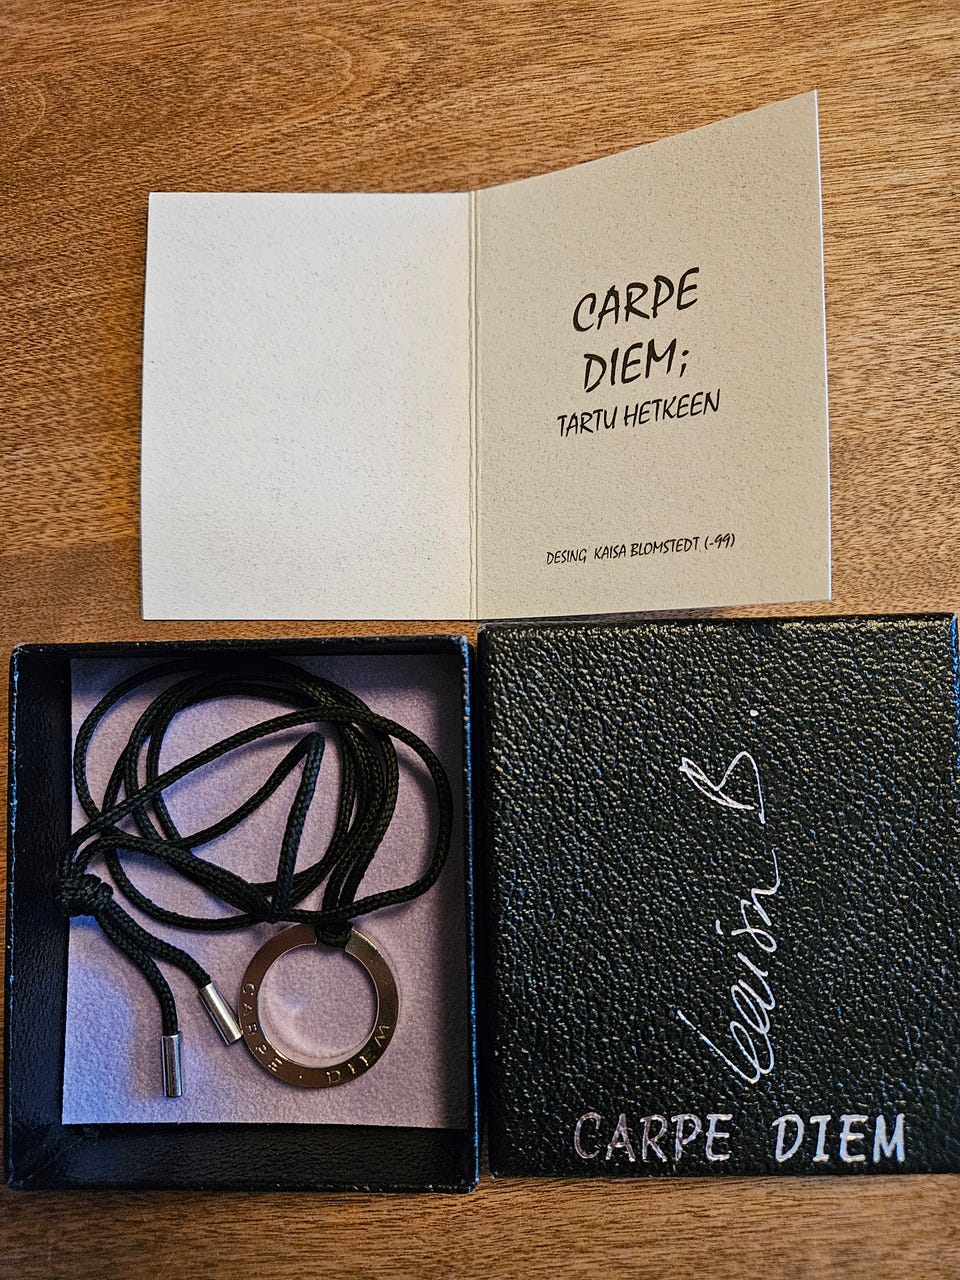 CARPE
DIEM;
TARTU HETKEEN
DESING KAISA BLOMSTEDT (-99)
CARPE · DIEM
Kaisa B.
CARPE DIEM